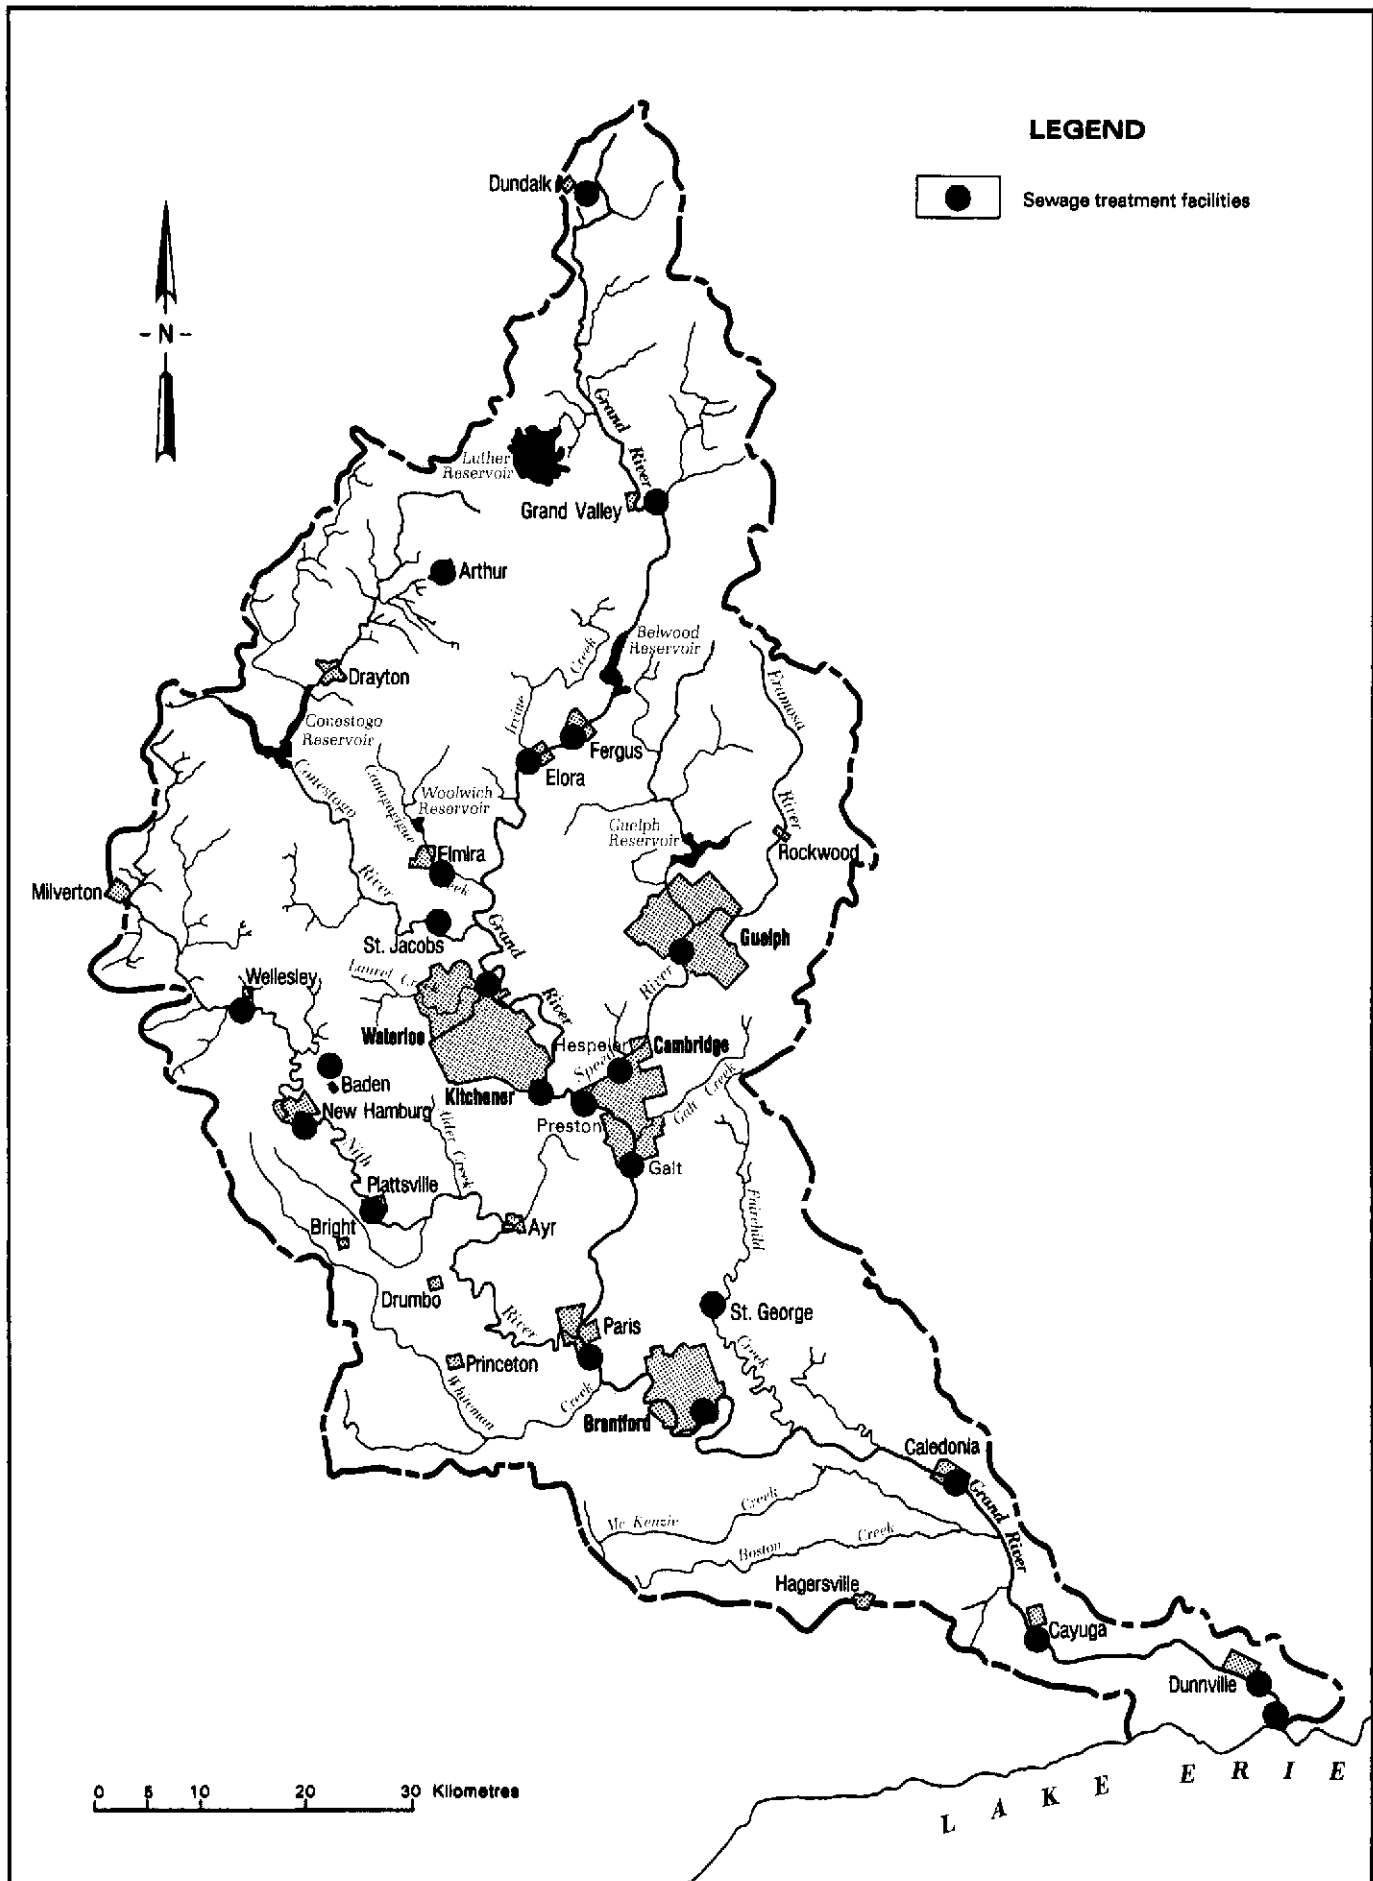 LEGEND
Sewage treatment facilities
Dundalk
- N -
Grand River
Luther
Reservoir
Grand Valley
Arthur
Belwood
Reservoir
Irvine Creek
Eramosa River
Drayton
Conestogo
Reservoir
Fergus
Elora
Conestogo River
Canagagigue
Woolwich
Reservoir
Guelph
Reservoir
Rockwood
Elmira
Milverton
St. Jacobs
Grand River
Guelph
Wellesley
Laurel
River
Waterloo
Hespeler
Cambridge
Baden
Kitchener
Galt Creek
New Hamburg
Preston
Alder Creek
Nith
Galt
Plattsville
Bright
Ayr
Fairchild
Drumbo
River
Paris
St. George
Creek
Princeton
Whiteman Creek
Brantford
Caledonia
Grand River
Mc Kenzie Creek
Boston Creek
Hagersville
Cayuga
Dunnville
0 5 10 20 30 Kilometres
LAKE ERIE